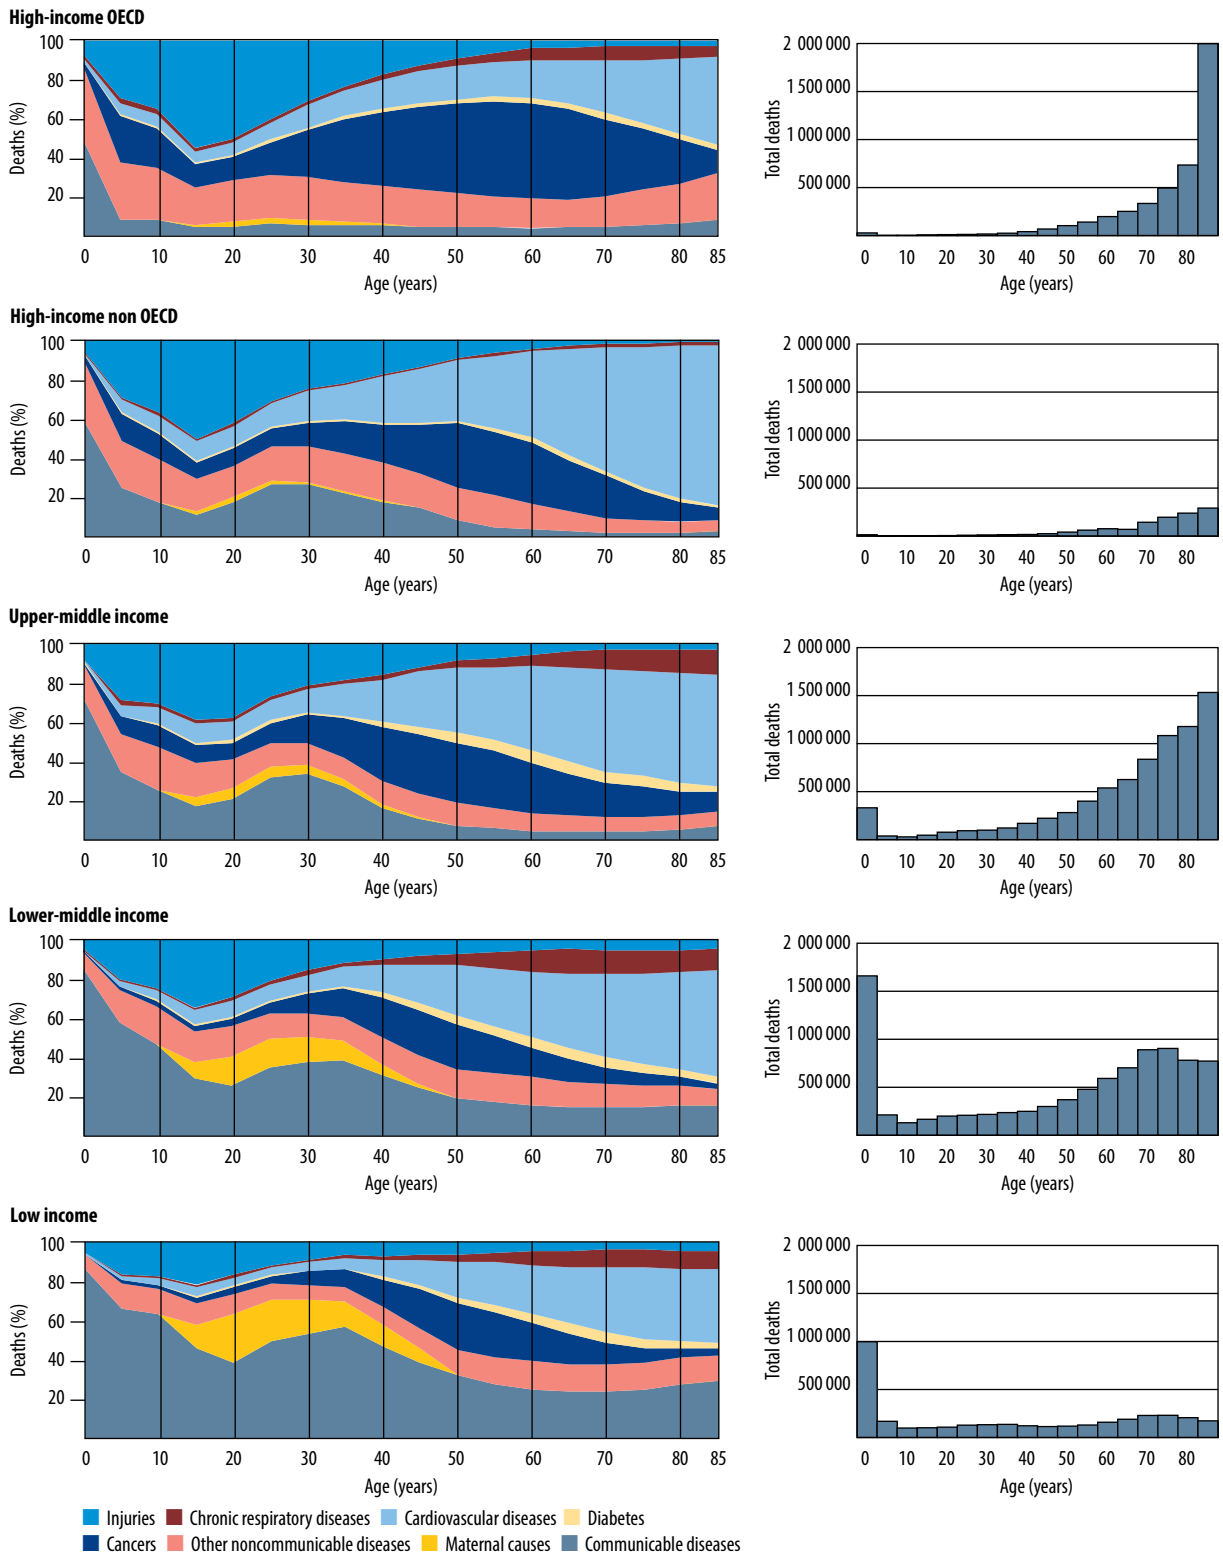 High-income OECD
100
80
60
40
20
Deaths (%)
0 10 20 30 40 50 60 70 80 85
Age (years)
2 000 000
1 500 000
1 000 000
500 000
Total deaths
0 10 20 30 40 50 60 70 80
Age (years)
High-income non OECD
100
80
60
40
20
Deaths (%)
0 10 20 30 40 50 60 70 80 85
Age (years)
2 000 000
1 500 000
1 000 000
500 000
Total deaths
0 10 20 30 40 50 60 70 80
Age (years)
Upper-middle income
100
80
60
40
20
Deaths (%)
0 10 20 30 40 50 60 70 80 85
Age (years)
2 000 000
1 500 000
1 000 000
500 000
Total deaths
0 10 20 30 40 50 60 70 80
Age (years)
Lower-middle income
100
80
60
40
20
Deaths (%)
0 10 20 30 40 50 60 70 80 85
Age (years)
2 000 000
1 500 000
1 000 000
500 000
Total deaths
0 10 20 30 40 50 60 70 80
Age (years)
Low income
100
80
60
40
20
Deaths (%)
0 10 20 30 40 50 60 70 80 85
Age (years)
2 000 000
1 500 000
1 000 000
500 000
Total deaths
0 10 20 30 40 50 60 70 80
Age (years)
Injuries Chronic respiratory diseases Cardiovascular diseases Diabetes
Cancers Other noncommunicable diseases Maternal causes Communicable diseases